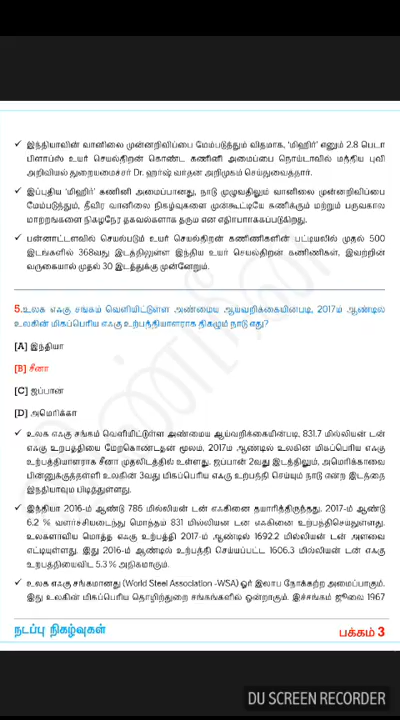 ✓ இந்தியாவின் வானிலை முன்னறிவிப்பை மேம்படுத்தும் விதமாக, 'மிஹிர்' எனும் 2.8 பெடா
பிளாப்ஸ் உயர் செயல்திறன் கொண்ட கணினி அமைப்பை நொய்டாவில் மத்திய புவி
அறிவியல் துறையமைச்சர் Dr. ஹர்ஷ் வர்தன் அறிமுகம் செய்துவைத்தார்.
✓ இப்புதிய 'மிஹிர்' கணினி அமைப்பானது, நாடு முழுவதிலும் வானிலை முன்னறிவிப்பை
மேம்படுத்தும், தீவிர வானிலை நிகழ்வுகளை முன்கூட்டியே கணிக்கும் மற்றும் பருவகால
மாற்றங்களை நிகழ்நேர தகவல்களாக தரும் என எதிர்பார்க்கப்படுகிறது.
✓ பன்னாட்டளவில் செயல்படும் உயர் செயல்திறன் கணினிகளின் பட்டியலில் முதல் 500
இடங்களில் 368வது இடத்திலுள்ள இந்திய உயர் செயல்திறன் கணினிகள், இவற்றின்
வருகையால் முதல் 30 இடத்துக்கு முன்னேறும்.
5.உலக எஃகு சங்கம் வெளியிட்டுள்ள அண்மைய ஆய்வறிக்கையின்படி, 2017ம் ஆண்டில்
உலகின் மிகப்பெரிய எஃகு உற்பத்தியாளராக திகழும் நாடு எது?
[A] இந்தியா
[B] சீனா
[C] ஜப்பான்
[D] அமெரிக்கா
✓ உலக எஃகு சங்கம் வெளியிட்டுள்ள அண்மைய ஆய்வறிக்கையின்படி, 831.7 மில்லியன் டன்
எஃகு உற்பத்தியை மேற்கொண்டதன் மூலம், 2017ம் ஆண்டில் உலகின் மிகப்பெரிய எஃகு
உற்பத்தியாளராக சீனா முதலிடத்தில் உள்ளது. ஜப்பான் 2வது இடத்திலும், அமெரிக்காவை
பின்னுக்குத்தள்ளி உலகின் 3வது மிகப்பெரிய எஃகு உற்பத்தி செய்யும் நாடு என்ற இடத்தை
இந்தியாவும் பிடித்துள்ளது.
✓ இந்தியா 2016-ம் ஆண்டு 786 மில்லியன் டன் எஃகினை தயாரித்திருந்தது. 2017-ம் ஆண்டு
6.2 % வளர்ச்சியடைந்து மொத்தம் 831 மில்லியன் டன் எஃகினை உற்பத்திசெய்துள்ளது.
உலகளாவிய மொத்த எஃகு உற்பத்தி 2017-ம் ஆண்டில் 1692.2 மில்லியன் டன் அளவை
எட்டியுள்ளது. இது 2016-ம் ஆண்டில் உற்பத்தி செய்யப்பட்ட 1606.3 மில்லியன் டன் எஃகு
உற்பத்தியைவிட 5.3 % அதிகமாகும்.
✓ உலக எஃகு சங்கமானது (World Steel Association -WSA) ஓர் இலாப நோக்கற்ற அமைப்பாகும்.
இது உலகின் மிகப்பெரிய தொழிற்துறை சங்கங்களில் ஒன்றாகும். இச்சங்கம் ஜூலை 1967
நடப்பு நிகழ்வுகள் பக்கம் 3
DU SCREEN RECORDER